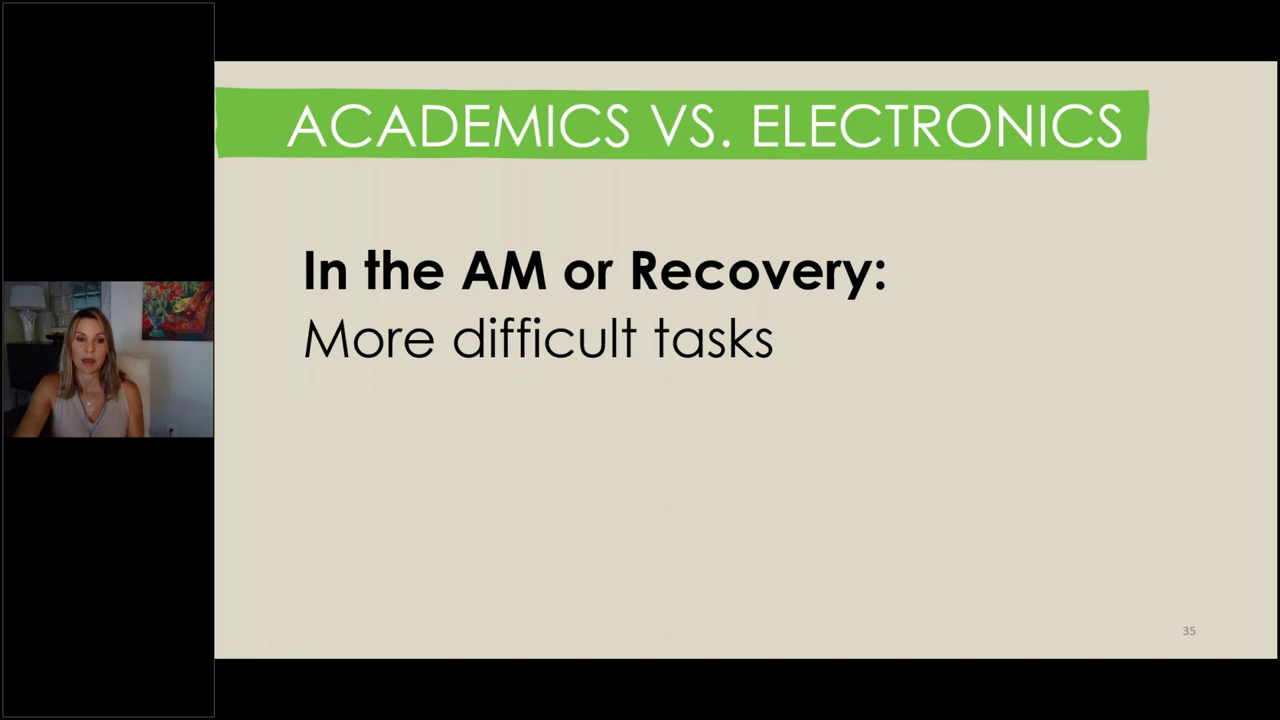 ACADEMICS VS. ELECTRONICS
In the AM or Recovery:
More difficult tasks
35